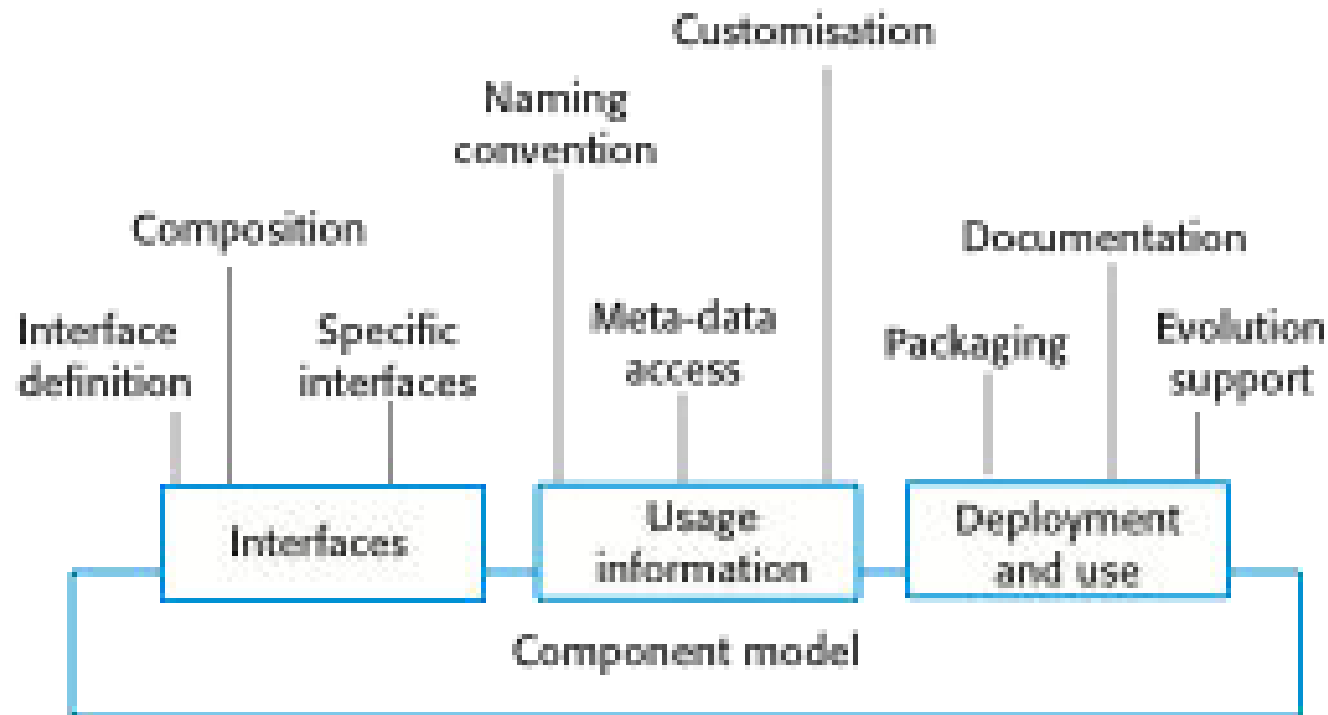 Customisation
Naming
convention
Composition
Documentation
Interface
definition
Specific
interfaces
Meta-data
access
Packaging
Evolution
support
Interfaces
Usage
information
Deployment
and use
Component model